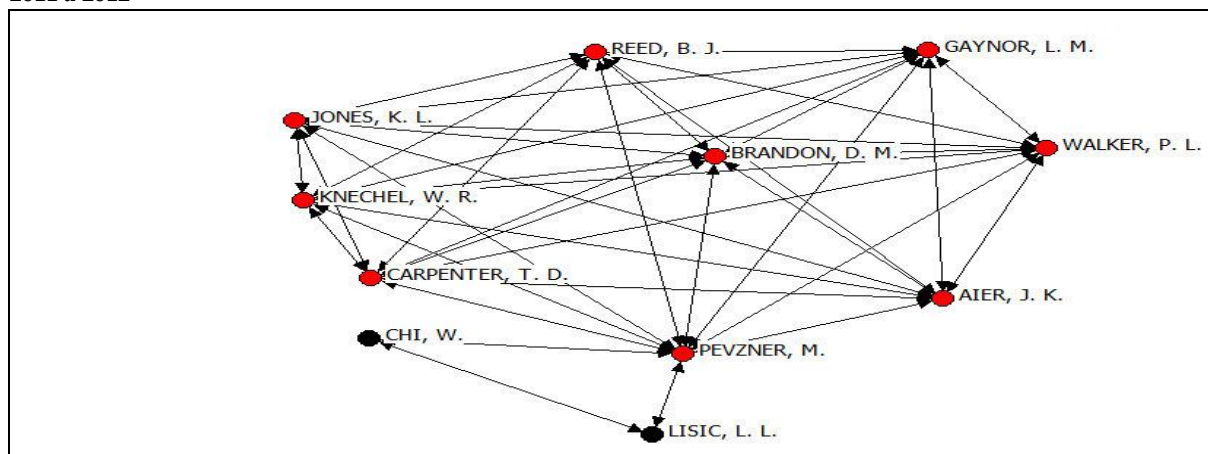 REED, B. J.
GAYNOR, L. M.
JONES, K. L.
WALKER, P. L.
BRANDON, D. M.
KNECHEL, W. R.
CARPENTER, T. D.
AIER, J. K.
CHI, W.
PEVZNER, M.
LISIC, L. L.